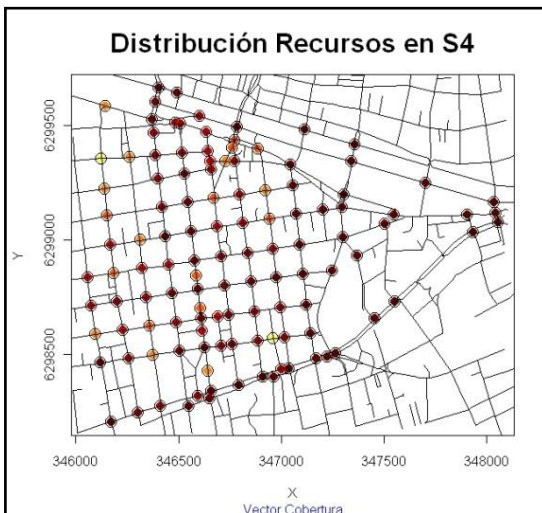 Distribución Recursos en S4
6299500
6299000
6298500
Y
346000 346500 347000 347500 348000
X
Vector Cobertura